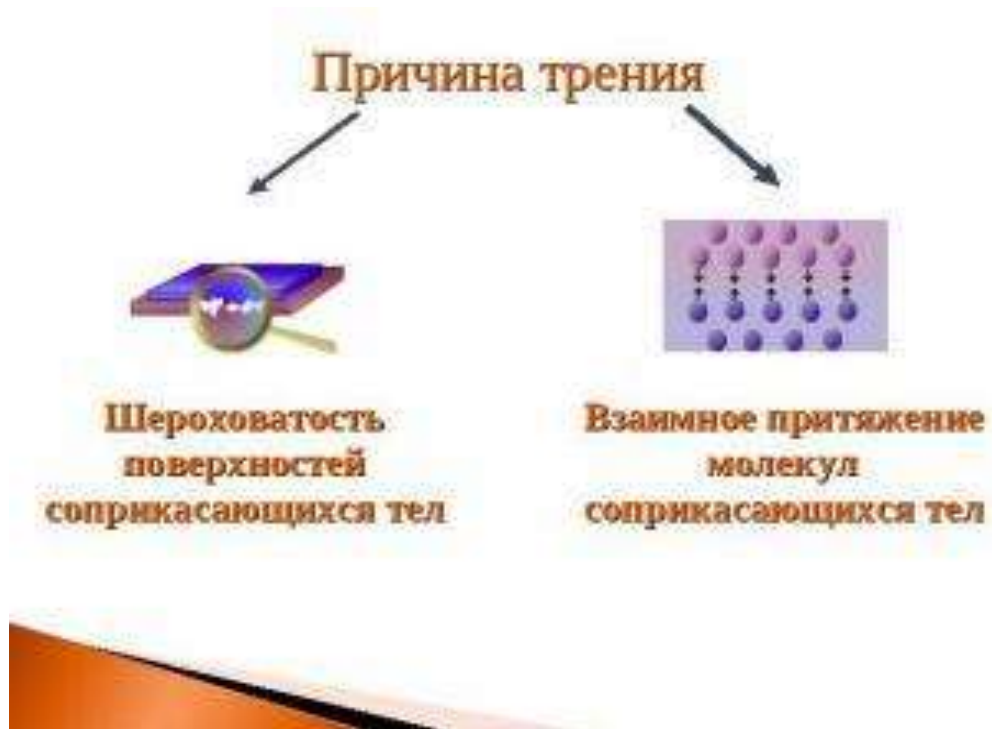 Причина трения
Шероховатость
поверхностей
соприкасающихся тел
Взаимное притяжение
молекул
соприкасающихся тел